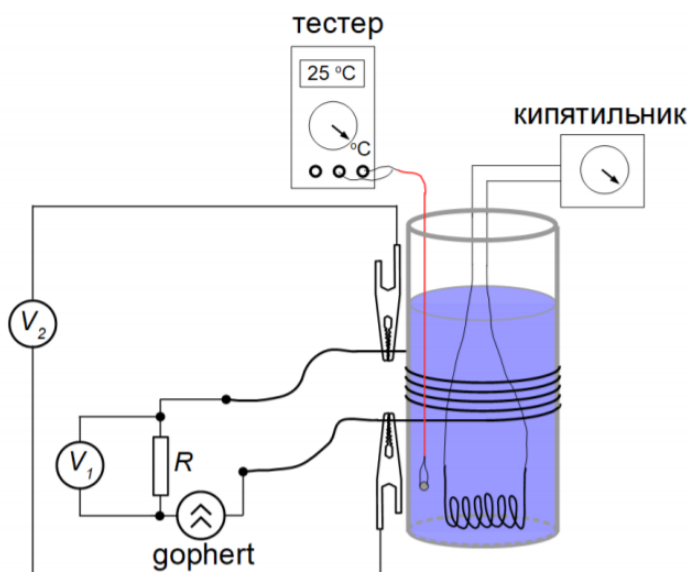 тестер
25 °C
°C
кипятильник
V2
V1
R
gophert